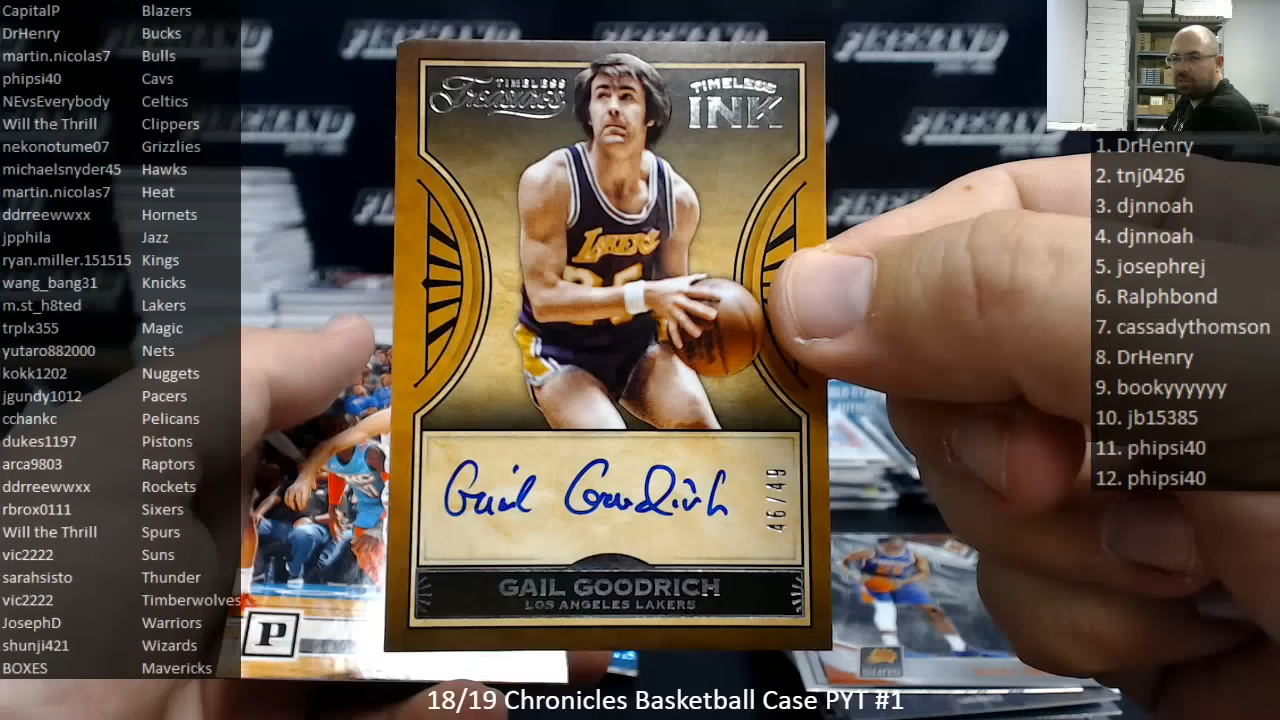 CapitalP Blazers
DrHenry Bucks
martin.nicolas7 Bulls
phipsi40 Cavs
NEvsEverybody Celtics
Will the Thrill Clippers
nekonotume07 Grizzlies
michaelsnyder45 Hawks
martin.nicolas7 Heat
ddrreewwxx Hornets
jpphila Jazz
ryan.miller.151515 Kings
wang_bang31 Knicks
m.st_h8ted Lakers
trplx355 Magic
yutaro882000 Nets
kokk1202 Nuggets
jgundy1012 Pacers
cchankc Pelicans
dukes1197 Pistons
arca9803 Raptors
ddrreewwxx Rockets
rbrox0111 Sixers
Will the Thrill Spurs
vic2222 Suns
sarahsisto Thunder
vic2222 Timberwolves
JosephD Warriors
shunji421 Wizards
BOXES Mavericks
TIMELESS
Treasures
TIMELESS
INK
LAKERS
25
Gail Goodrich
46/49
GAIL GOODRICH
LOS ANGELES LAKERS
P
SUNS
1. DrHenry
2. tnj0426
3. djnnoah
4. djnnoah
5. josephrej
6. Ralphbond
7. cassadythomson
8. DrHenry
9. bookyyyyyy
10. jb15385
11. phipsi40
12. phipsi40
18/19 Chronicles Basketball Case PYT #1